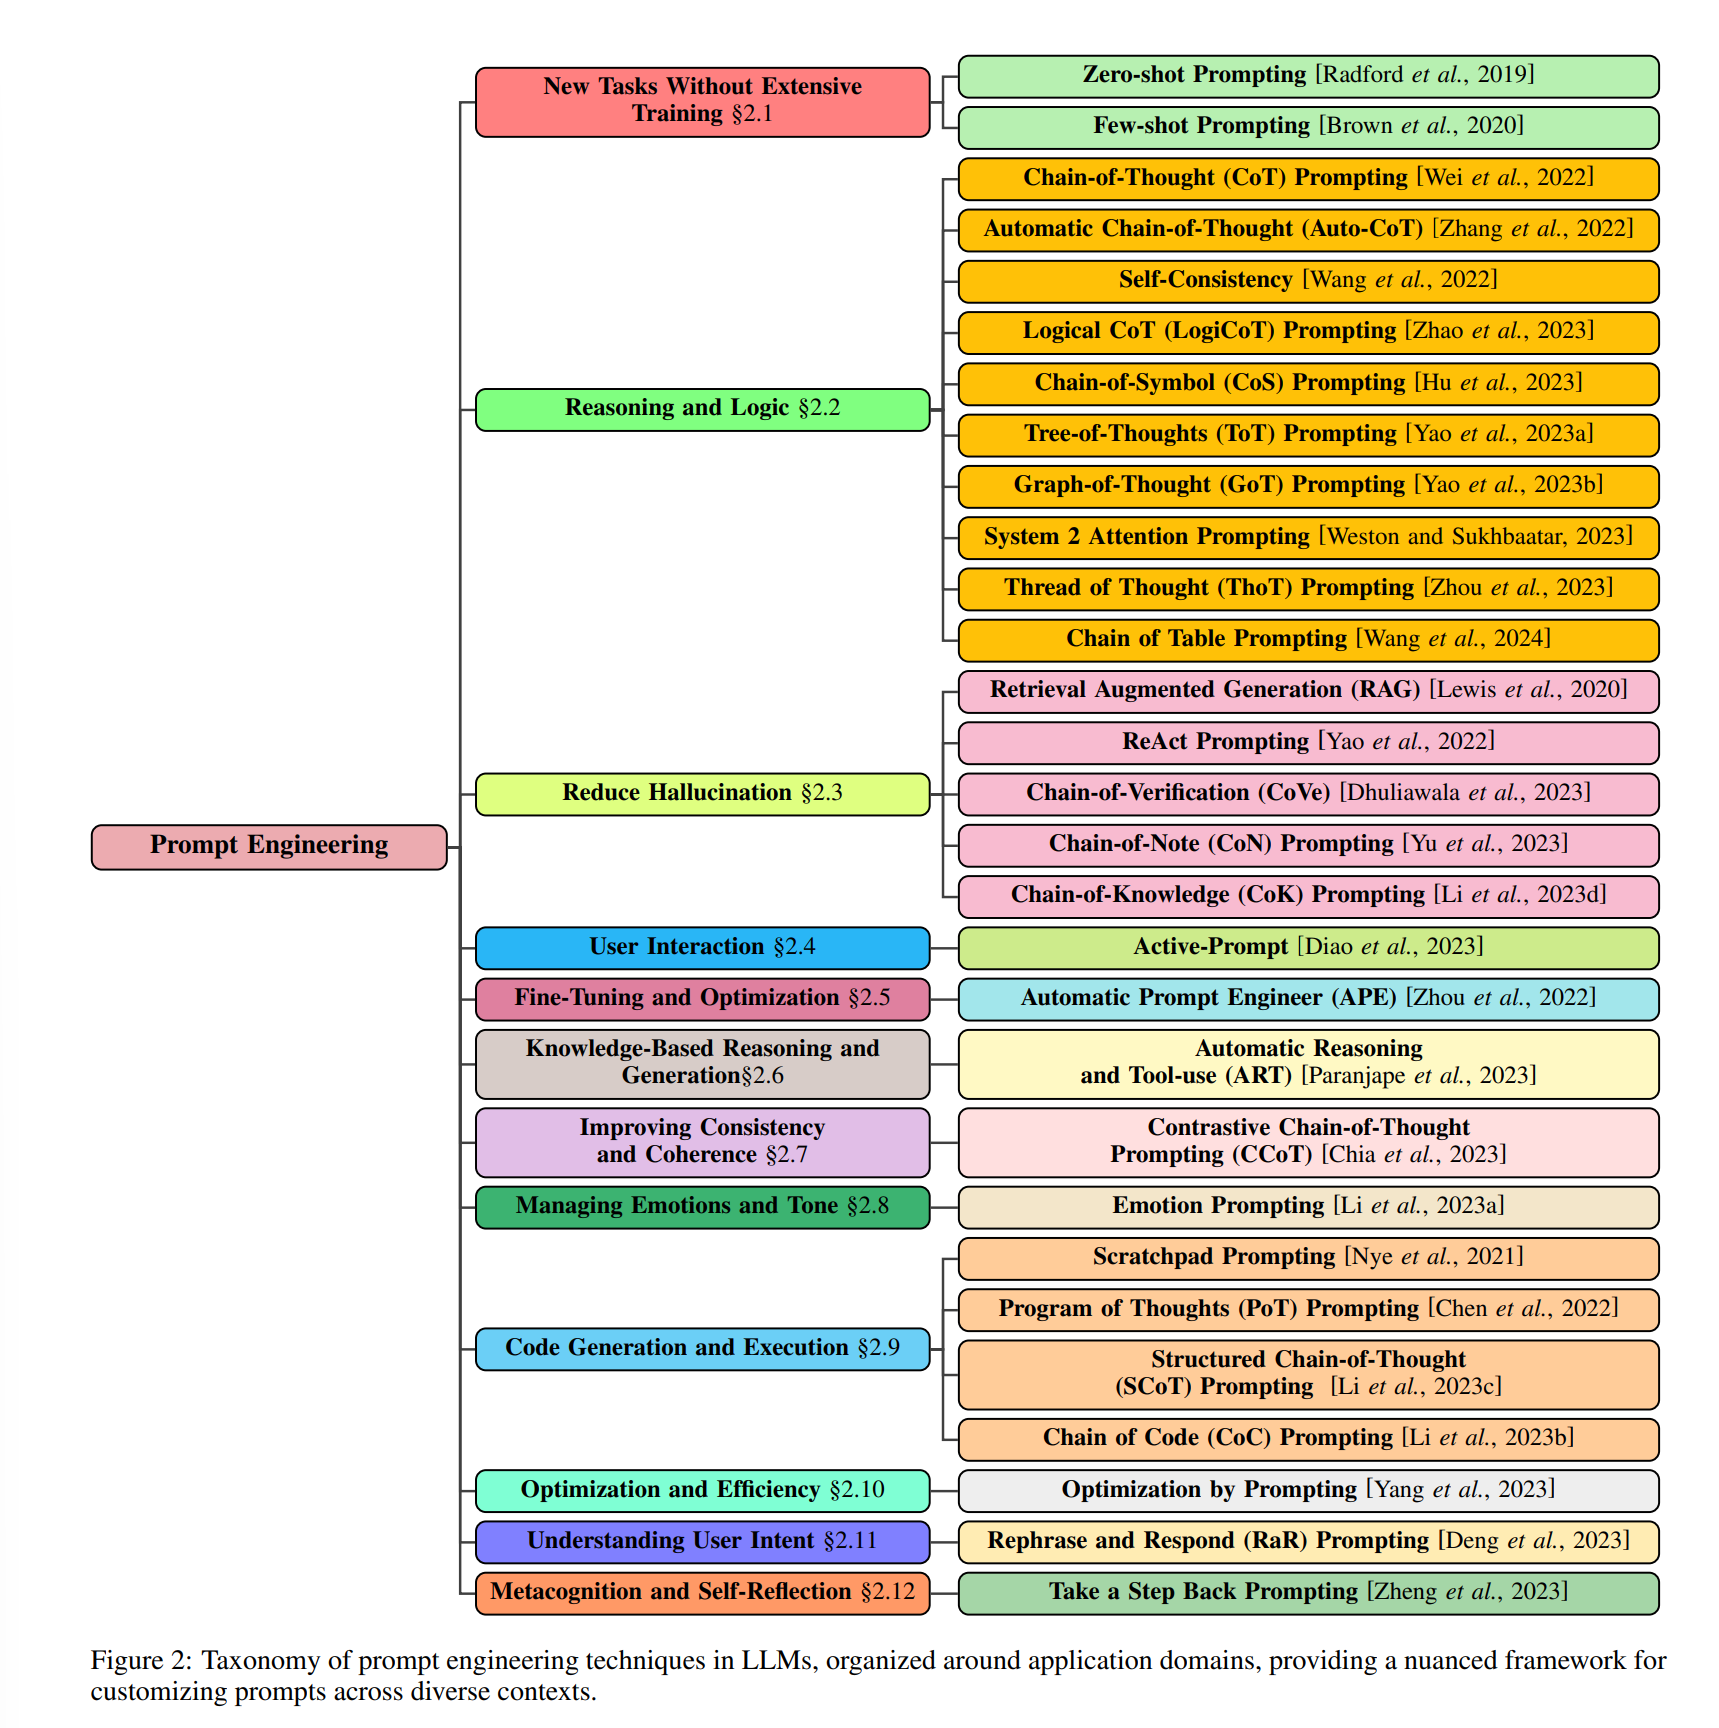 New Tasks Without Extensive
Training §2.1
Zero-shot Prompting [Radford et al., 2019]
Few-shot Prompting [Brown et al., 2020]
Reasoning and Logic §2.2
Chain-of-Thought (CoT) Prompting [Wei et al., 2022]
Automatic Chain-of-Thought (Auto-CoT) [Zhang et al., 2022]
Self-Consistency [Wang et al., 2022]
Logical CoT (LogiCoT) Prompting [Zhao et al., 2023]
Chain-of-Symbol (CoS) Prompting [Hu et al., 2023]
Tree-of-Thoughts (ToT) Prompting [Yao et al., 2023a]
Graph-of-Thought (GoT) Prompting [Yao et al., 2023b]
System 2 Attention Prompting [Weston and Sukhbaatar, 2023]
Thread of Thought (ThoT) Prompting [Zhou et al., 2023]
Chain of Table Prompting [Wang et al., 2024]
Prompt Engineering
Reduce Hallucination §2.3
Retrieval Augmented Generation (RAG) [Lewis et al., 2020]
ReAct Prompting [Yao et al., 2022]
Chain-of-Verification (CoVe) [Dhuliawala et al., 2023]
Chain-of-Note (CoN) Prompting [Yu et al., 2023]
Chain-of-Knowledge (CoK) Prompting [Li et al., 2023d]
User Interaction §2.4
Active-Prompt [Diao et al., 2023]
Fine-Tuning and Optimization §2.5
Automatic Prompt Engineer (APE) [Zhou et al., 2022]
Knowledge-Based Reasoning and
Generation§2.6
Automatic Reasoning
and Tool-use (ART) [Paranjape et al., 2023]
Improving Consistency
and Coherence §2.7
Contrastive Chain-of-Thought
Prompting (CCoT) [Chia et al., 2023]
Managing Emotions and Tone §2.8
Emotion Prompting [Li et al., 2023a]
Code Generation and Execution §2.9
Scratchpad Prompting [Nye et al., 2021]
Program of Thoughts (PoT) Prompting [Chen et al., 2022]
Structured Chain-of-Thought
(SCoT) Prompting [Li et al., 2023c]
Chain of Code (CoC) Prompting [Li et al., 2023b]
Optimization and Efficiency §2.10
Optimization by Prompting [Yang et al., 2023]
Understanding User Intent §2.11
Rephrase and Respond (RaR) Prompting [Deng et al., 2023]
Metacognition and Self-Reflection §2.12
Take a Step Back Prompting [Zheng et al., 2023]
Figure 2: Taxonomy of prompt engineering techniques in LLMs, organized around application domains, providing a nuanced framework for
customizing prompts across diverse contexts.